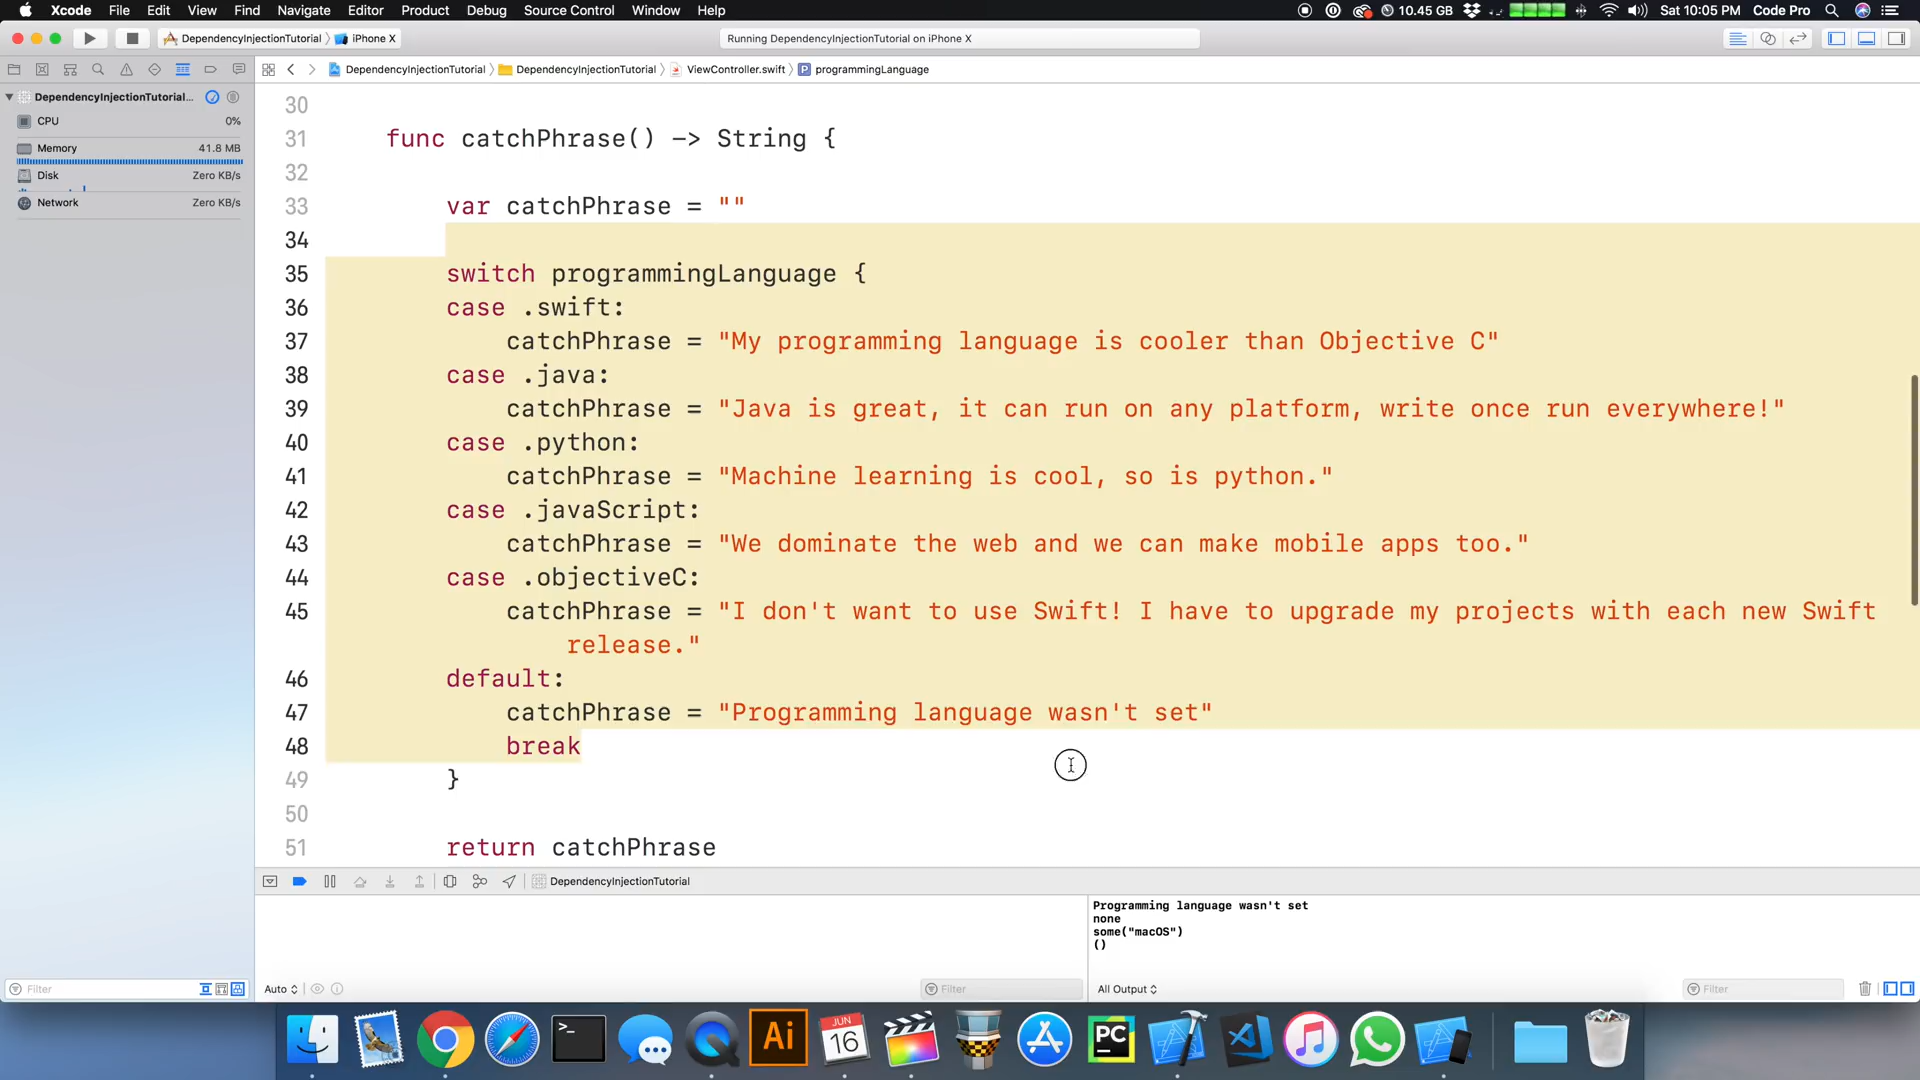 Xcode File Edit View Find Navigate Editor Product Debug Source Control Window Help
10.45 GB Sat 10:05 PM Code Pro
DependencyInjectionTutorial iPhone X
Running DependencyInjectionTutorial on iPhone X
DependencyInjectionTutorial DependencyInjectionTutorial ViewController.swift programmingLanguage
DependencyInjectionTutorial...
CPU 0%
Memory 41.8 MB
Disk Zero KB/s
Network Zero KB/s
30
31 func catchPhrase() -> String {
32
33 var catchPhrase = ""
34
35 switch programmingLanguage {
36 case .swift:
37 catchPhrase = "My programming language is cooler than Objective C"
38 case .java:
39 catchPhrase = "Java is great, it can run on any platform, write once run everywhere!"
40 case .python:
41 catchPhrase = "Machine learning is cool, so is python."
42 case .javaScript:
43 catchPhrase = "We dominate the web and we can make mobile apps too."
44 case .objectiveC:
45 catchPhrase = "I don't want to use Swift! I have to upgrade my projects with each new Swift
release."
46 default:
47 catchPhrase = "Programming language wasn't set"
48 break
49 }
50
51 return catchPhrase
DependencyInjectionTutorial
Programming language wasn't set
none
some("macOS")
()
Filter
Auto
Filter
All Output
Filter
>_
Ai
JUN
16
PC